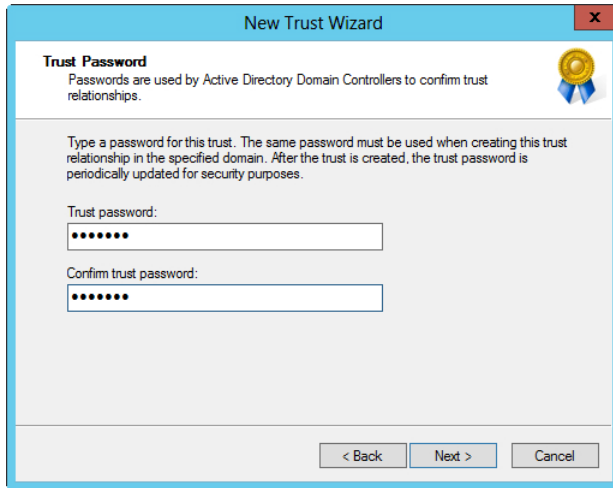 New Trust Wizard
x
Trust Password
Passwords are used by Active Directory Domain Controllers to confirm trust
relationships.
Type a password for this trust. The same password must be used when creating this trust
relationship in the specified domain. After the trust is created, the trust password is
periodically updated for security purposes.
Trust password:
•••••••
Confirm trust password:
•••••••
< Back Next > Cancel